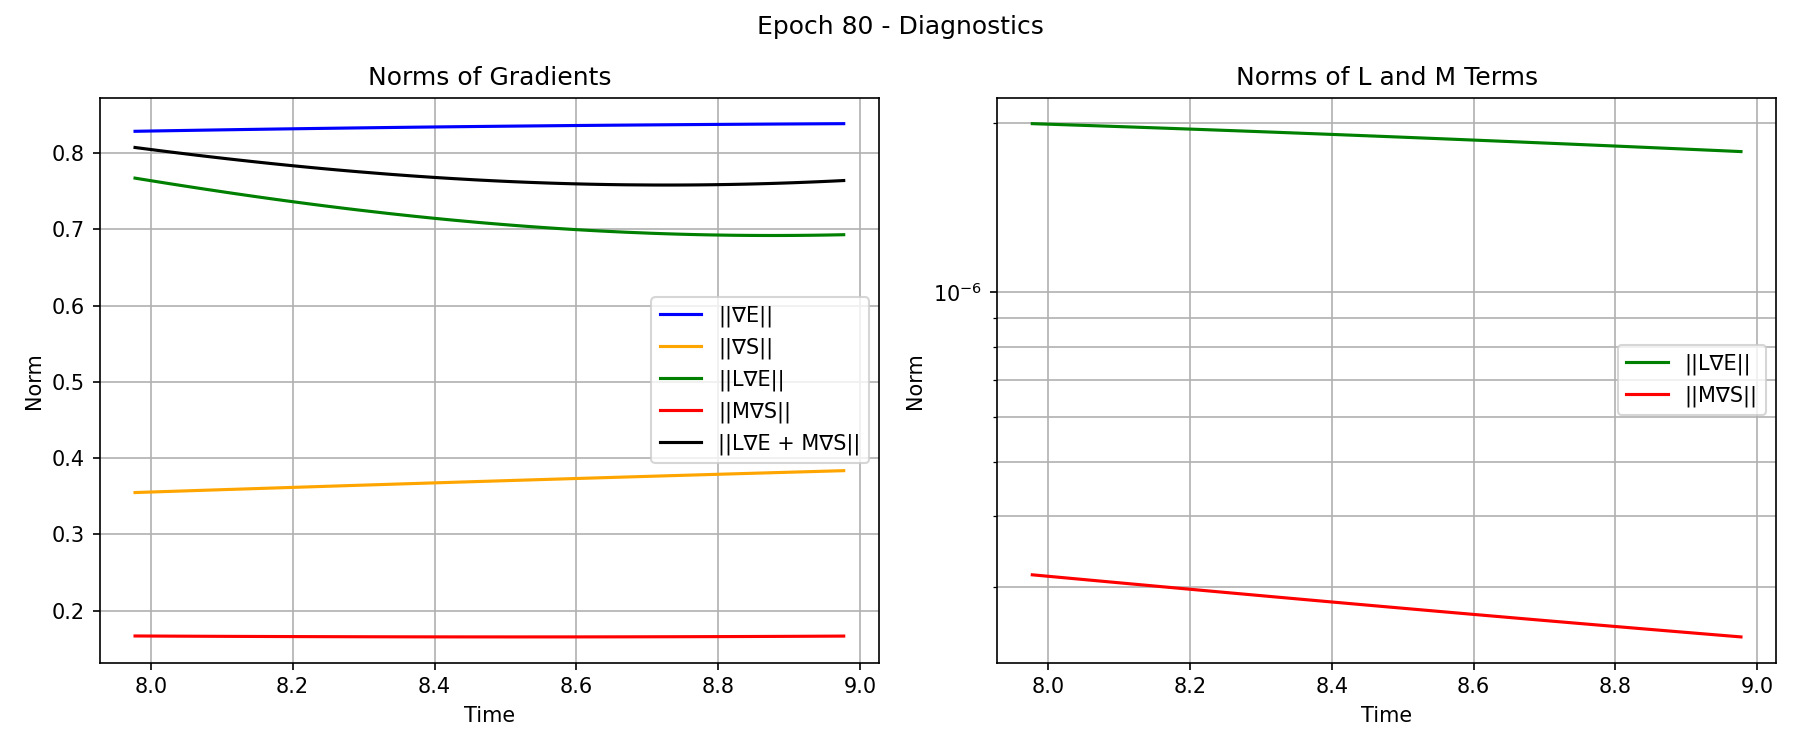 Epoch 80 - Diagnostics
Norms of Gradients
Norm
0.8
0.7
0.6
0.5
0.4
0.3
0.2
8.0 8.2 8.4 8.6 8.8 9.0
Time
||∇E||
||∇S||
||L∇E||
||M∇S||
||L∇E + M∇S||
Norms of L and M Terms
Norm
10⁻⁶
8.0 8.2 8.4 8.6 8.8 9.0
Time
||L∇E||
||M∇S||